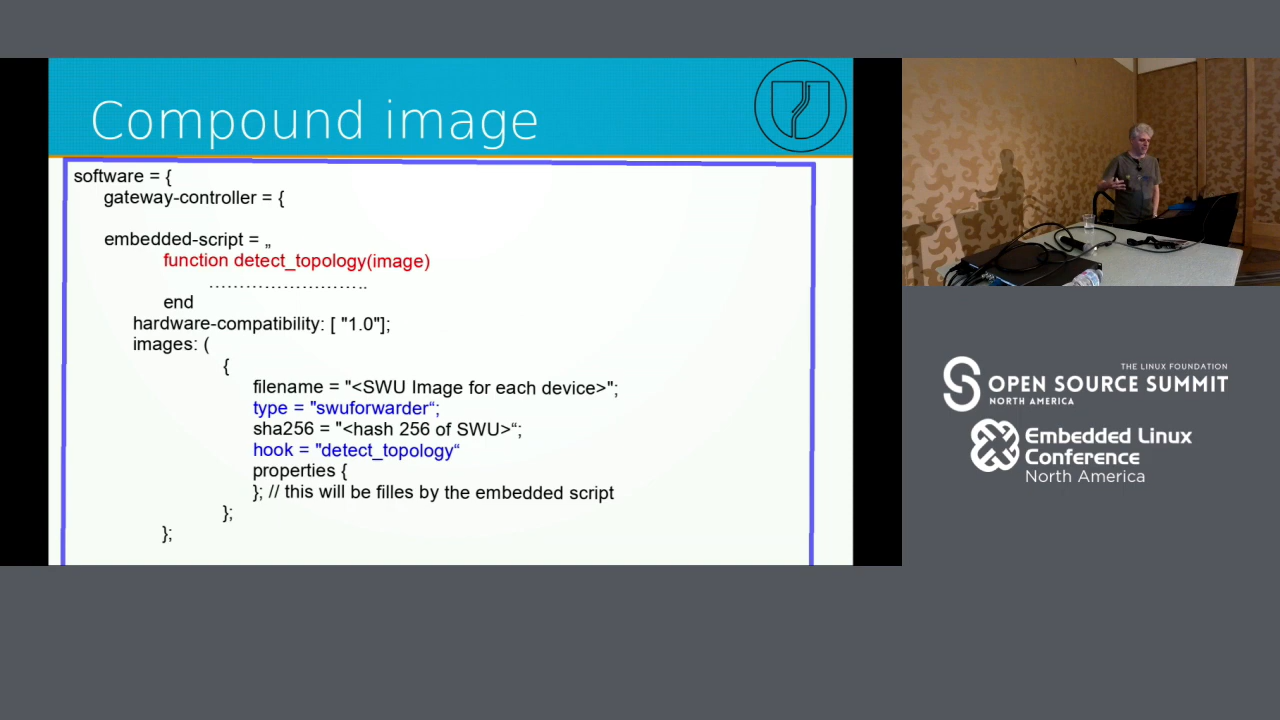 Compound image
software = {
gateway-controller = {
embedded-script = „
function detect_topology(image)
……………………..
end
hardware-compatibility: [ "1.0"];
images: (
{
filename = "<SWU Image for each device>";
type = "swuforwarder“;
sha256 = "<hash 256 of SWU>“;
hook = "detect_topology“
properties {
}; // this will be filles by the embedded script
};
};
THE LINUX FOUNDATION
OPEN SOURCE SUMMIT
NORTH AMERICA
Embedded Linux
Conference
North America